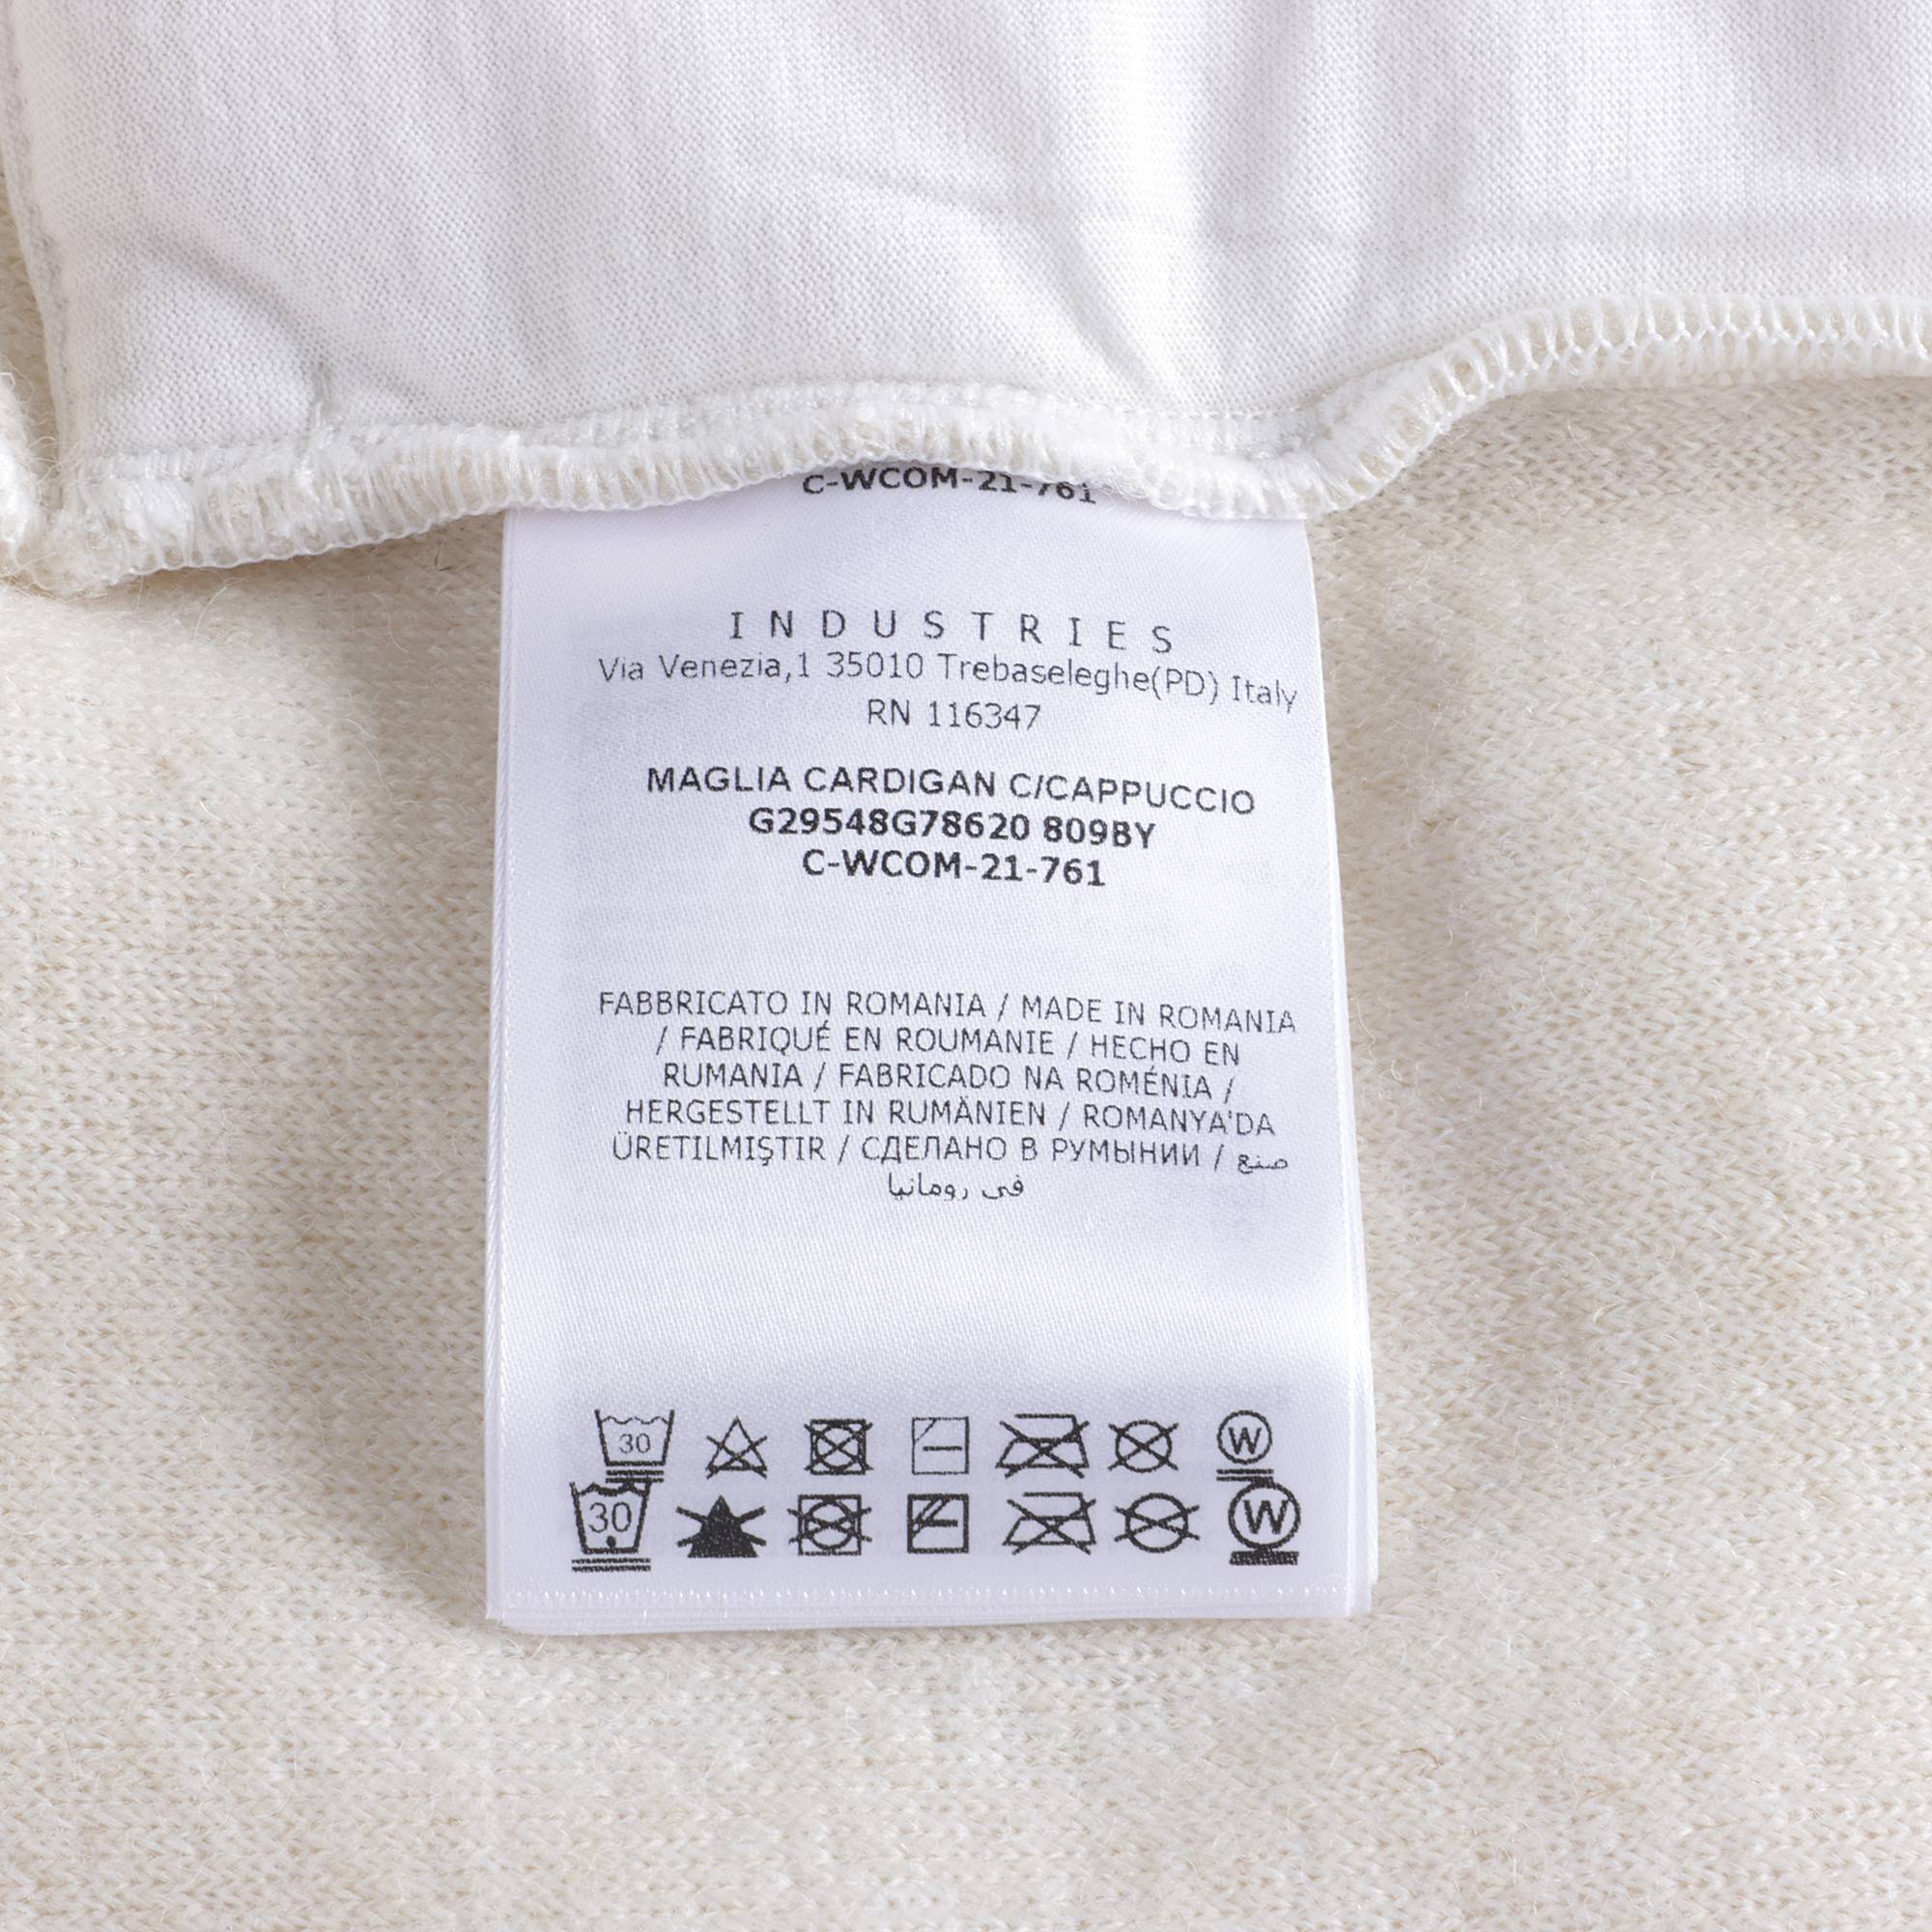 C-WCOM-21-761
INDUSTRIES
Via Venezia,1 35010 Trebaseleghe(PD) Italy
RN 116347
MAGLIA CARDIGAN C/CAPPUCCIO
G29548G78620 809BY
C-WCOM-21-761
FABBRICATO IN ROMANIA / MADE IN ROMANIA
/ FABRIQUÉ EN ROUMANIE / HECHO EN
RUMANIA / FABRICADO NA ROMÉNIA /
HERGESTELLT IN RUMÄNIEN / ROMANYA'DA
ÜRETILMIŞTIR / СДЕЛАНО В РУМЫНИИ / صنع
في رومانيا
30 W
30 W